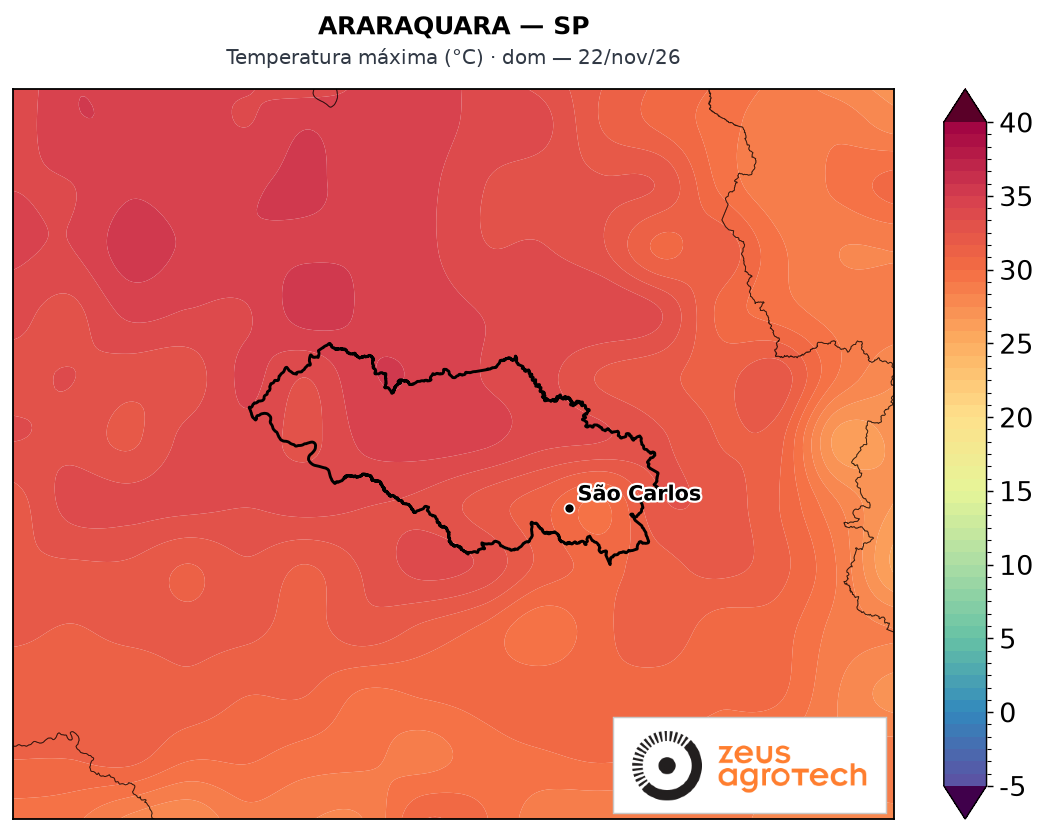 ARARAQUARA — SP
Temperatura máxima (°C) · dom — 22/nov/26
São Carlos
40
35
30
25
20
15
10
5
0
-5
zeus
agrotech